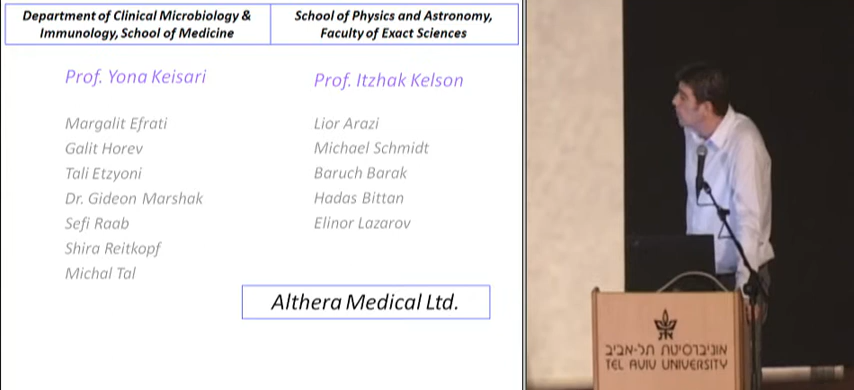 Department of Clinical Microbiology &
Immunology, School of Medicine
School of Physics and Astronomy,
Faculty of Exact Sciences
Prof. Yona Keisari
Margalit Efrati
Galit Horev
Tali Etzyoni
Dr. Gideon Marshak
Sefi Raab
Shira Reitkopf
Michal Tal
Prof. Itzhak Kelson
Lior Arazi
Michael Schmidt
Baruch Barak
Hadas Bittan
Elinor Lazarov
Althera Medical Ltd.
אוניברסיטת תל-אביב
TEL AVIV UNIVERSITY